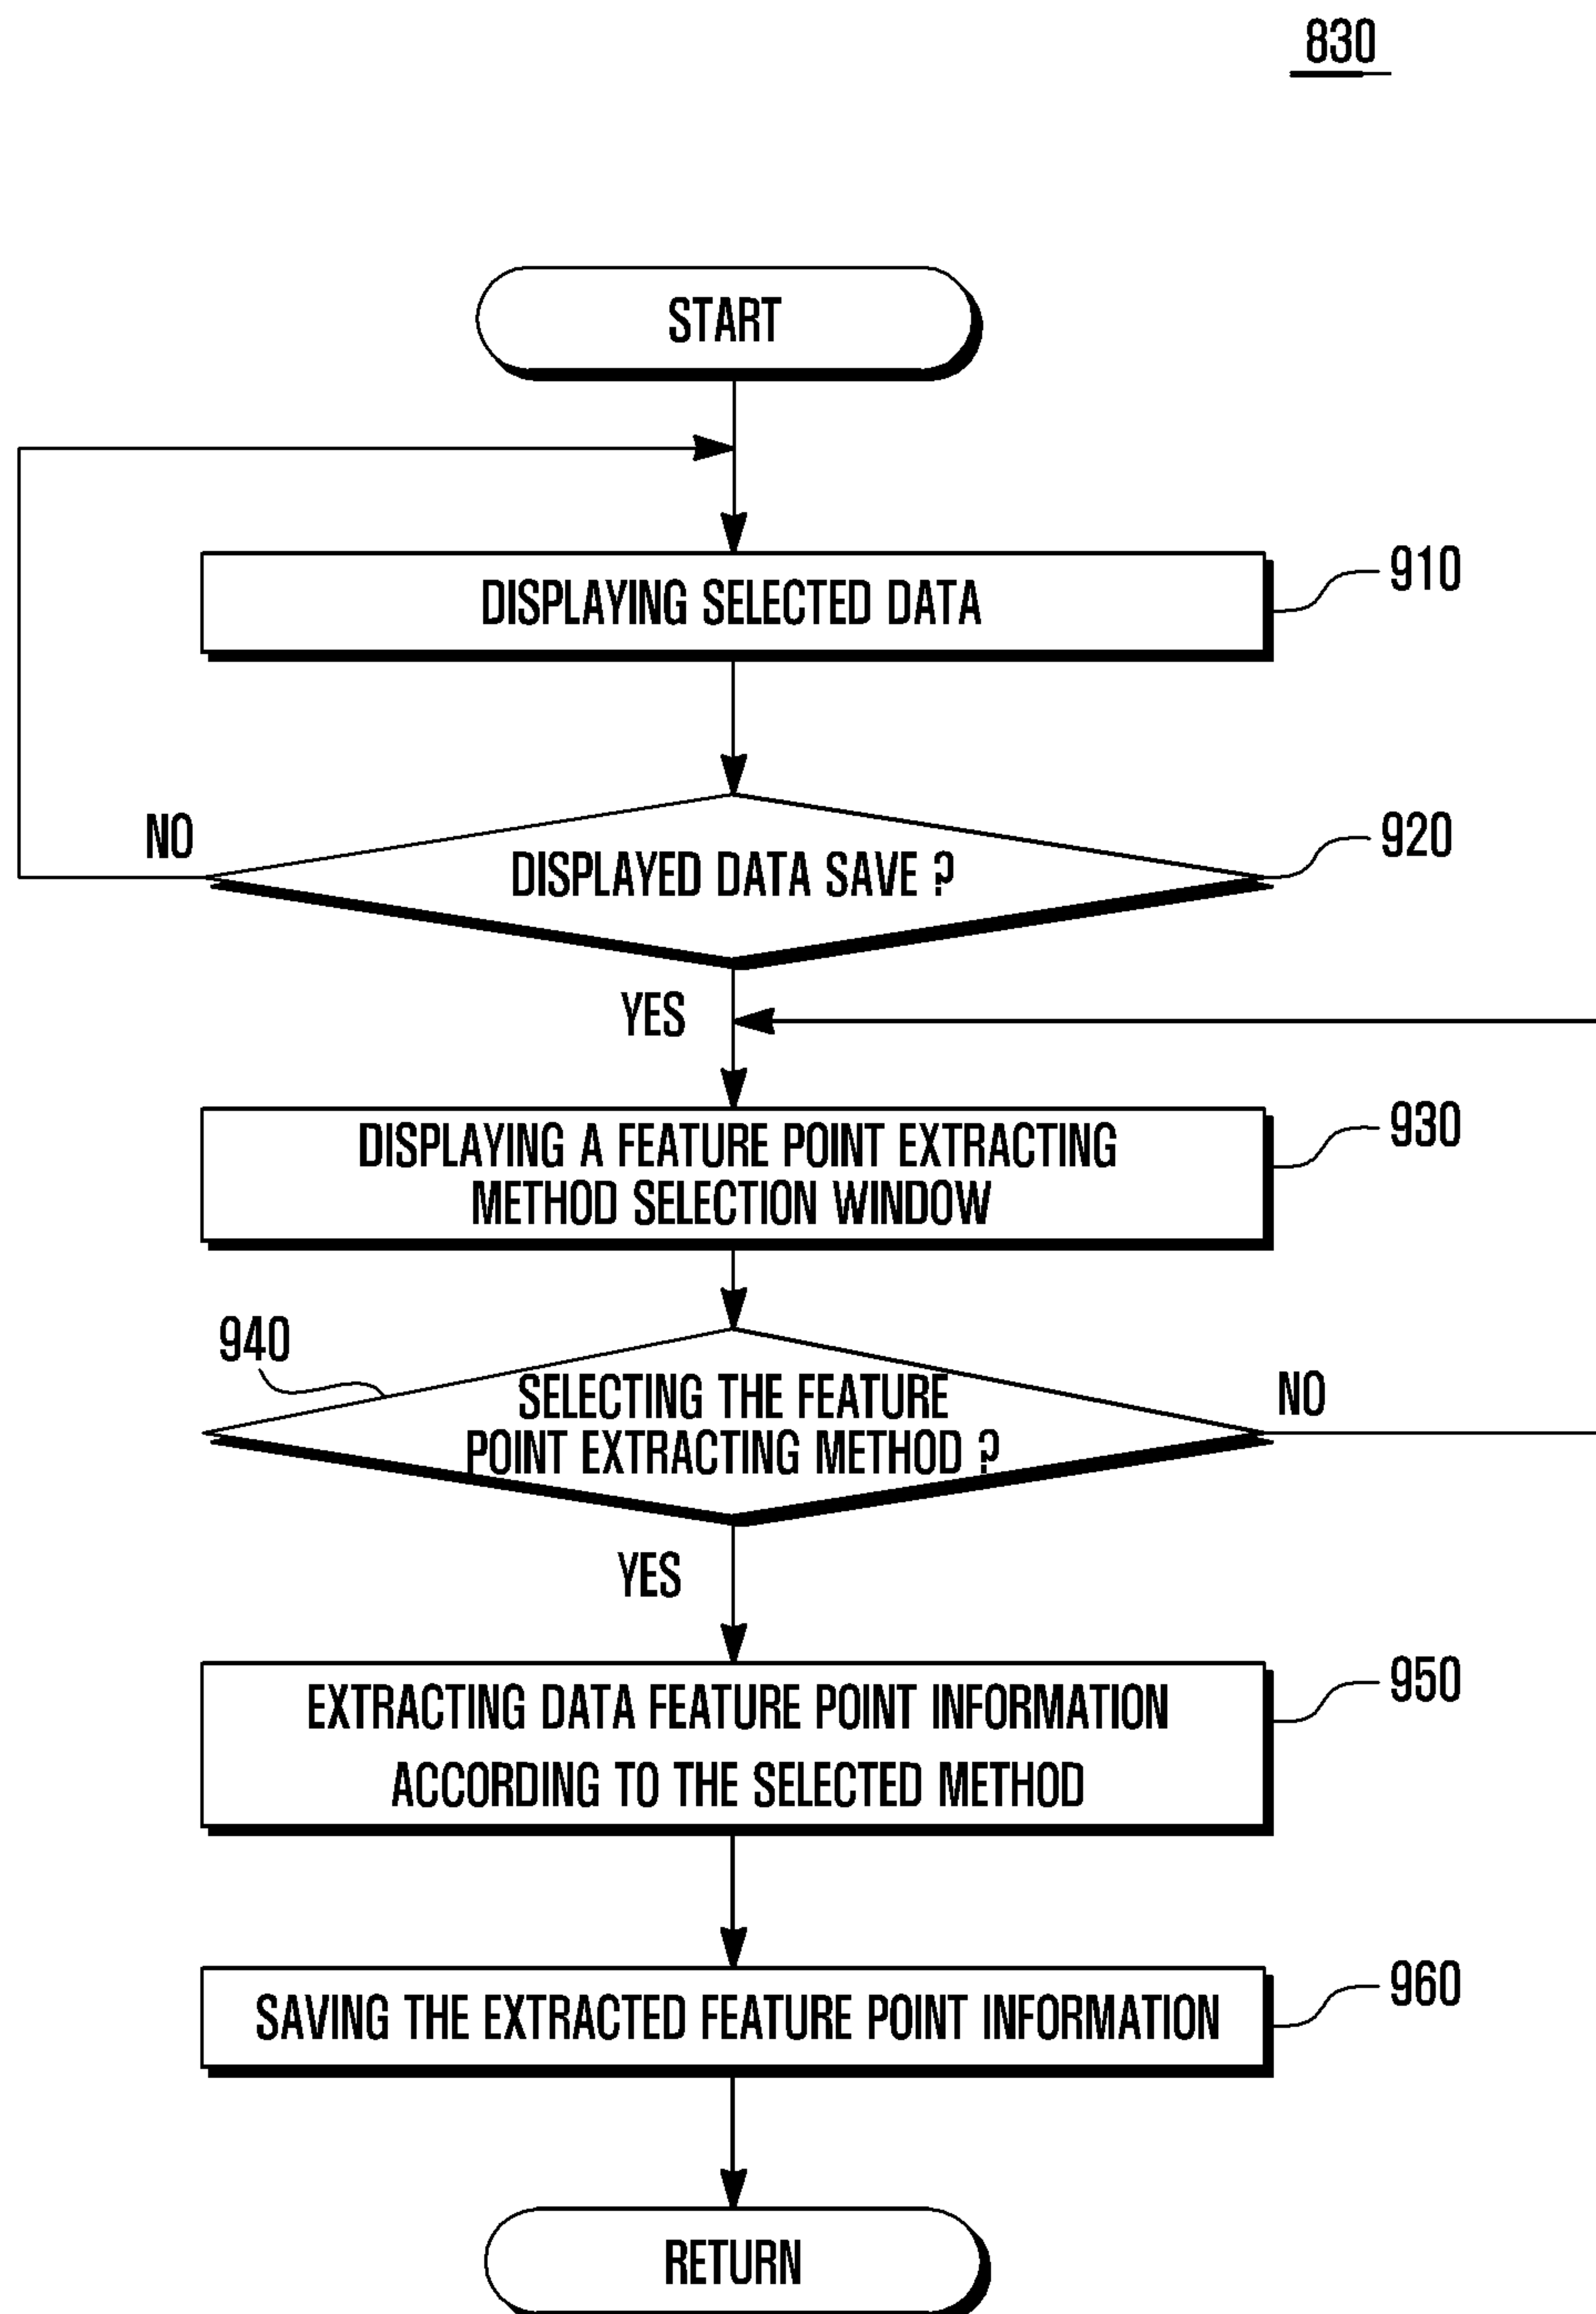 830
START
DISPLAYING SELECTED DATA
910
NO
DISPLAYED DATA SAVE ?
920
YES
DISPLAYING A FEATURE POINT EXTRACTING
METHOD SELECTION WINDOW
930
940
SELECTING THE FEATURE
POINT EXTRACTING METHOD ?
NO
YES
EXTRACTING DATA FEATURE POINT INFORMATION
ACCORDING TO THE SELECTED METHOD
950
SAVING THE EXTRACTED FEATURE POINT INFORMATION
960
RETURN